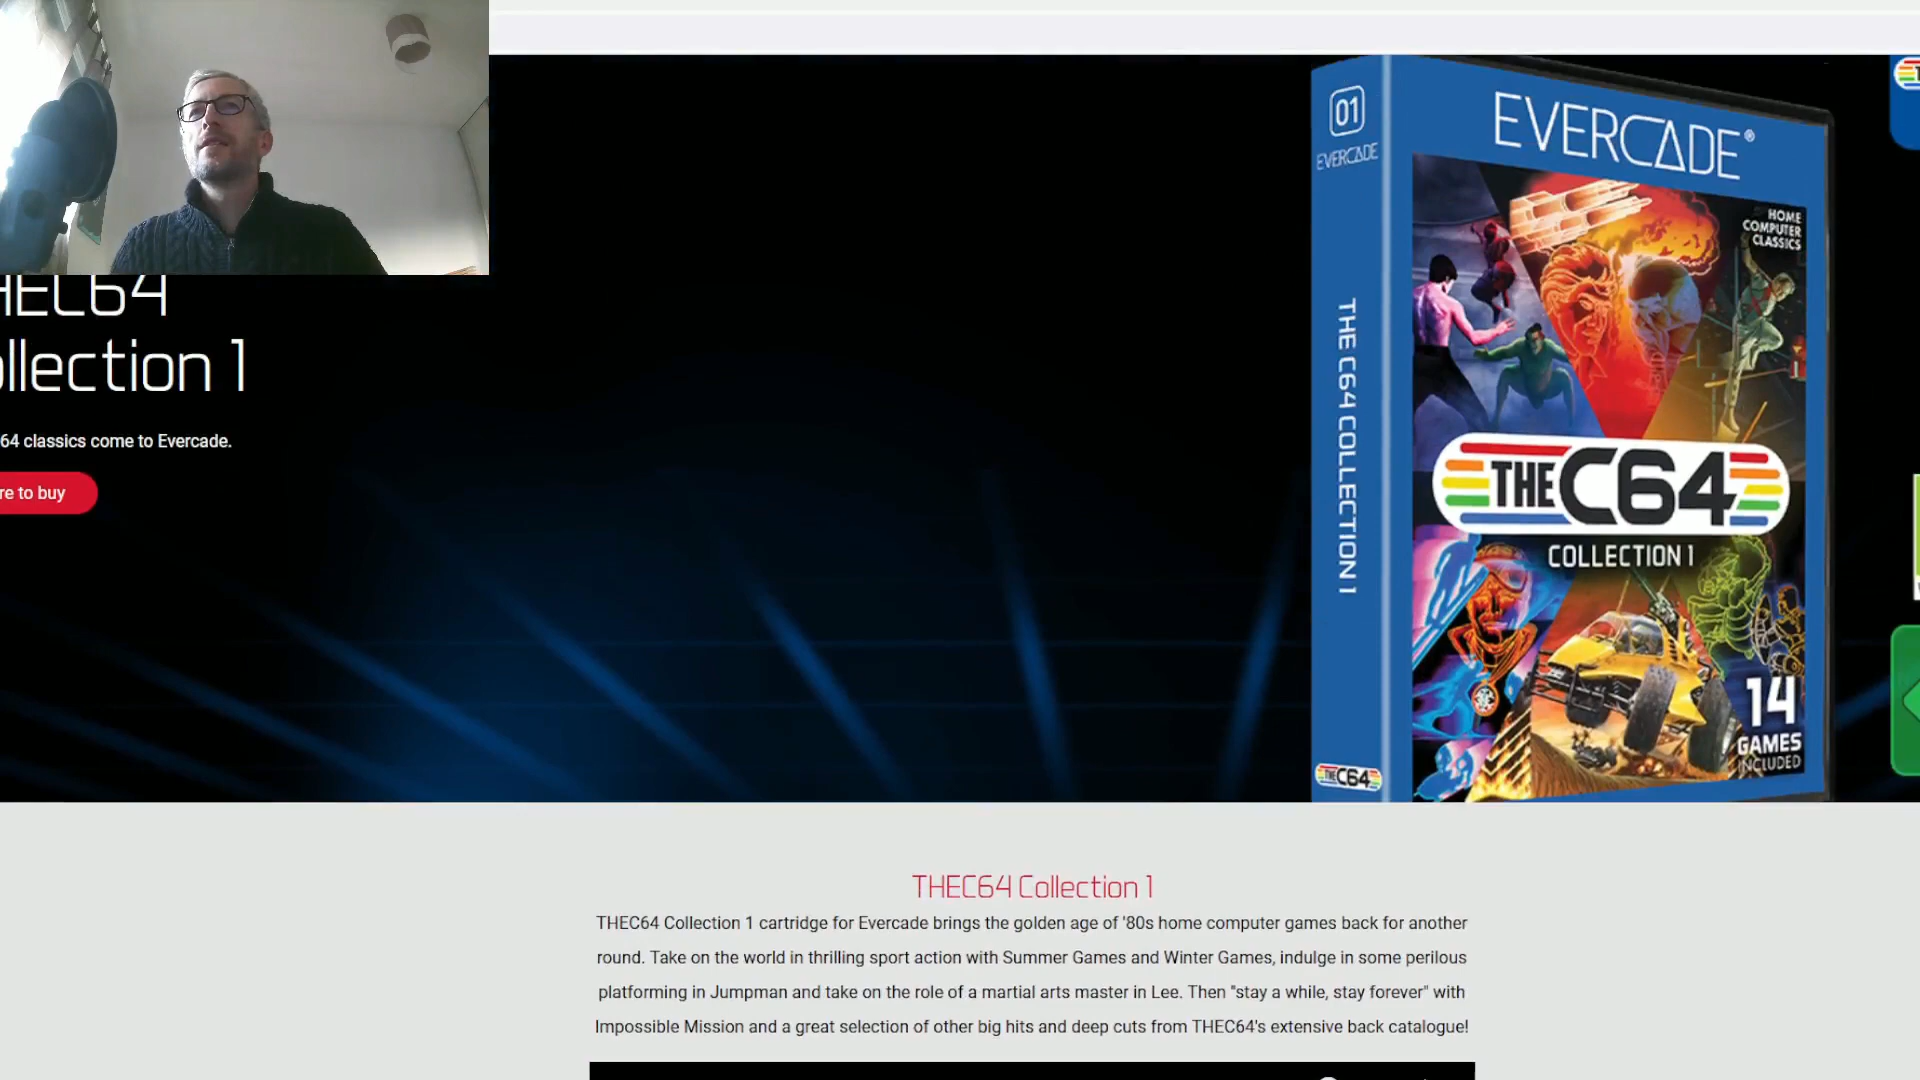 HEC64
ollection 1
64 classics come to Evercade.
re to buy
01
EVERCADE
THE C64 COLLECTION 1
THEC64
EVERCADE®
HOME
COMPUTER
CLASSICS
THEC64
COLLECTION 1
14
GAMES
INCLUDED
THEC64 Collection 1
THEC64 Collection 1 cartridge for Evercade brings the golden age of '80s home computer games back for another
round. Take on the world in thrilling sport action with Summer Games and Winter Games, indulge in some perilous
platforming in Jumpman and take on the role of a martial arts master in Lee. Then "stay a while, stay forever" with
Impossible Mission and a great selection of other big hits and deep cuts from THEC64's extensive back catalogue!